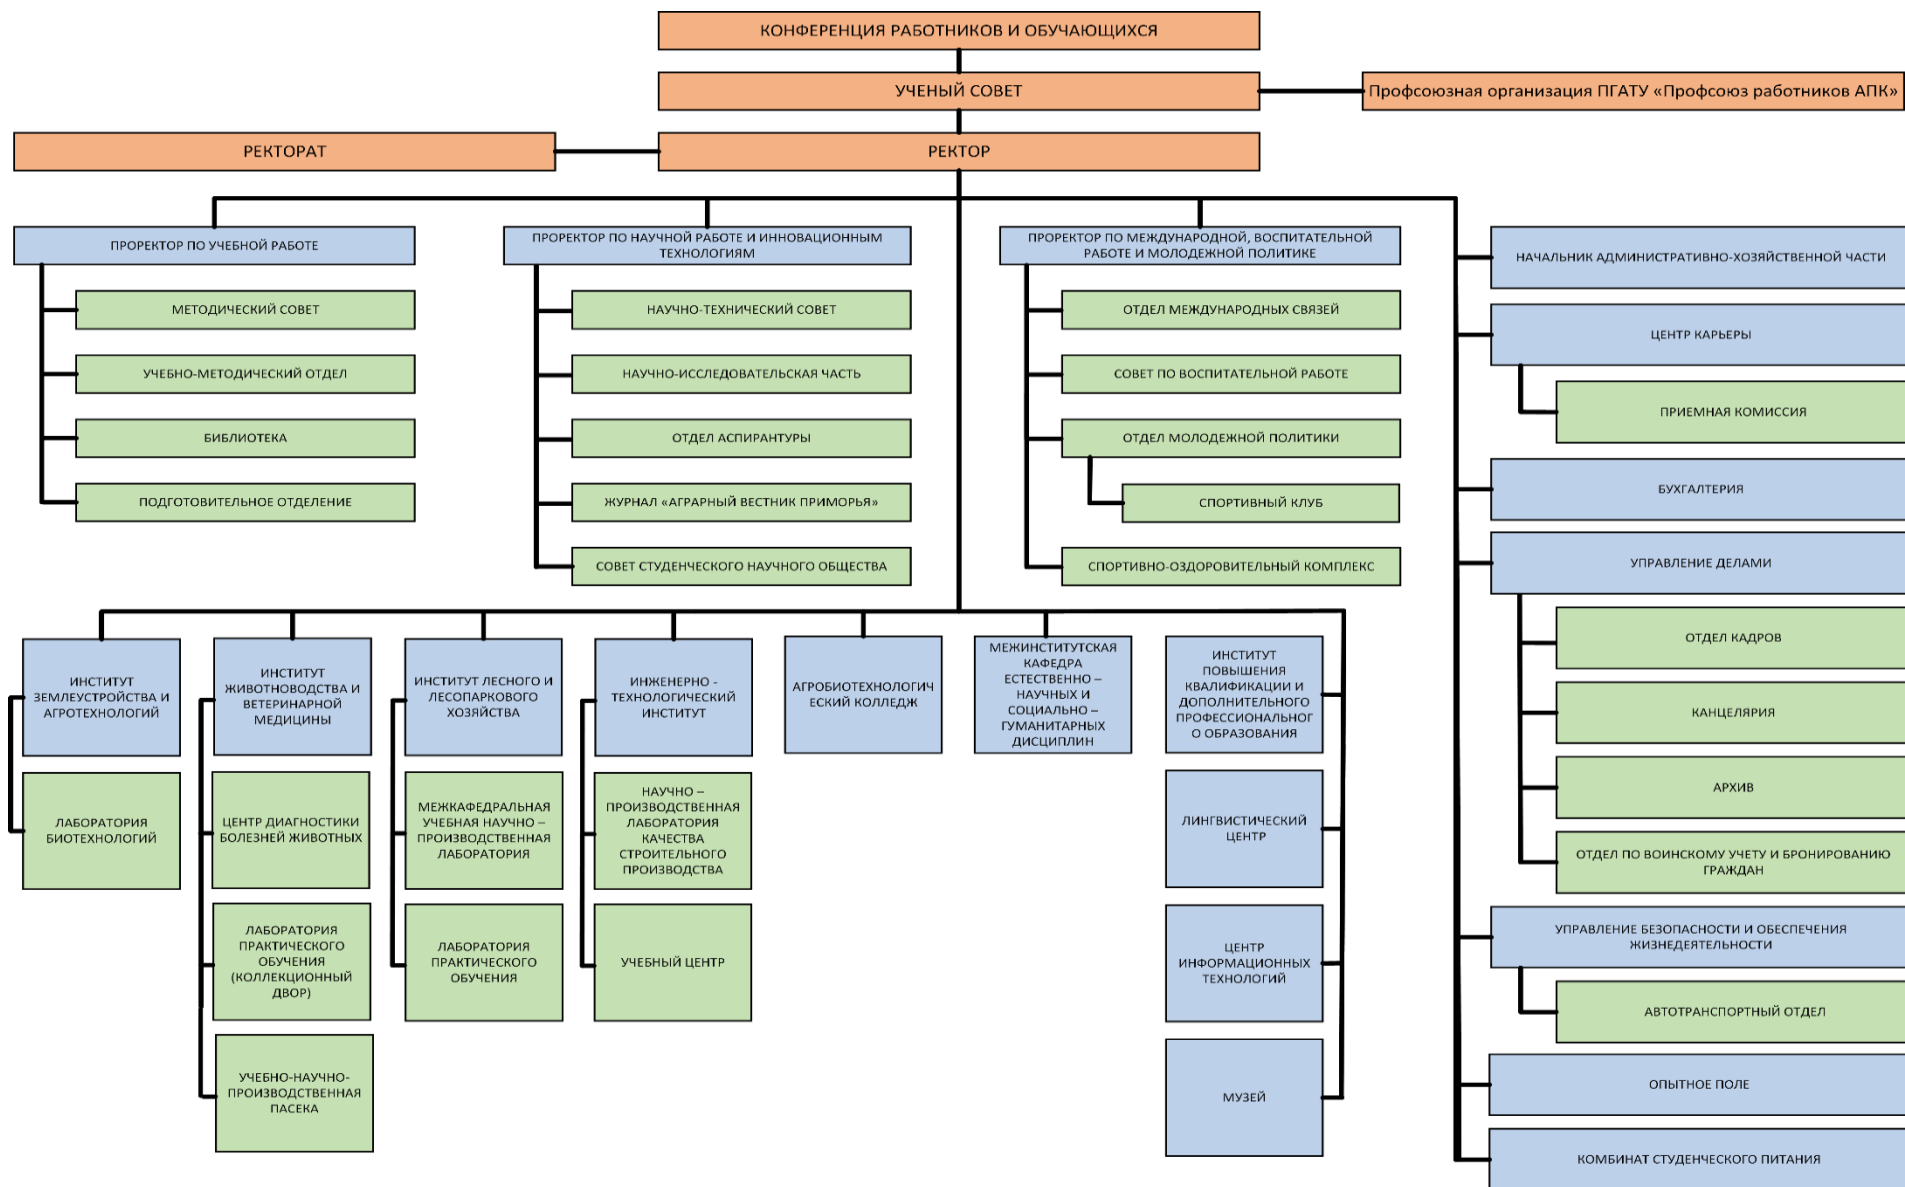 КОНФЕРЕНЦИЯ РАБОТНИКОВ И ОБУЧАЮЩИХСЯ
УЧЕНЫЙ СОВЕТ
Профсоюзная организация ПГАТУ «Профсоюз работников АПК»
РЕКТОРАТ
РЕКТОР
ПРОРЕКТОР ПО УЧЕБНОЙ РАБОТЕ
МЕТОДИЧЕСКИЙ СОВЕТ
УЧЕБНО-МЕТОДИЧЕСКИЙ ОТДЕЛ
БИБЛИОТЕКА
ПОДГОТОВИТЕЛЬНОЕ ОТДЕЛЕНИЕ
ПРОРЕКТОР ПО НАУЧНОЙ РАБОТЕ И ИННОВАЦИОННЫМ
ТЕХНОЛОГИЯМ
НАУЧНО-ТЕХНИЧЕСКИЙ СОВЕТ
НАУЧНО-ИССЛЕДОВАТЕЛЬСКАЯ ЧАСТЬ
ОТДЕЛ АСПИРАНТУРЫ
ЖУРНАЛ «АГРАРНЫЙ ВЕСТНИК ПРИМОРЬЯ»
СОВЕТ СТУДЕНЧЕСКОГО НАУЧНОГО ОБЩЕСТВА
ПРОРЕКТОР ПО МЕЖДУНАРОДНОЙ, ВОСПИТАТЕЛЬНОЙ
РАБОТЕ И МОЛОДЕЖНОЙ ПОЛИТИКЕ
ОТДЕЛ МЕЖДУНАРОДНЫХ СВЯЗЕЙ
СОВЕТ ПО ВОСПИТАТЕЛЬНОЙ РАБОТЕ
ОТДЕЛ МОЛОДЕЖНОЙ ПОЛИТИКИ
СПОРТИВНЫЙ КЛУБ
СПОРТИВНО-ОЗДОРОВИТЕЛЬНЫЙ КОМПЛЕКС
НАЧАЛЬНИК АДМИНИСТРАТИВНО-ХОЗЯЙСТВЕННОЙ ЧАСТИ
ЦЕНТР КАРЬЕРЫ
ПРИЕМНАЯ КОМИССИЯ
БУХГАЛТЕРИЯ
УПРАВЛЕНИЕ ДЕЛАМИ
ОТДЕЛ КАДРОВ
КАНЦЕЛЯРИЯ
АРХИВ
ОТДЕЛ ПО ВОИНСКОМУ УЧЕТУ И БРОНИРОВАНИЮ
ГРАЖДАН
УПРАВЛЕНИЕ БЕЗОПАСНОСТИ И ОБЕСПЕЧЕНИЯ
ЖИЗНЕДЕЯТЕЛЬНОСТИ
АВТОТРАНСПОРТНЫЙ ОТДЕЛ
ОПЫТНОЕ ПОЛЕ
КОМБИНАТ СТУДЕНЧЕСКОГО ПИТАНИЯ
ИНСТИТУТ
ЗЕМЛЕУСТРОЙСТВА И
АГРОТЕХНОЛОГИЙ
ЛАБОРАТОРИЯ
БИОТЕХНОЛОГИЙ
ИНСТИТУТ
ЖИВОТНОВОДСТВА И
ВЕТЕРИНАРНОЙ
МЕДИЦИНЫ
ЦЕНТР ДИАГНОСТИКИ
БОЛЕЗНЕЙ ЖИВОТНЫХ
ЛАБОРАТОРИЯ
ПРАКТИЧЕСКОГО
ОБУЧЕНИЯ
(КОЛЛЕКЦИОННЫЙ
ДВОР)
УЧЕБНО-НАУЧНО-
ПРОИЗВОДСТВЕННАЯ
ПАСЕКА
ИНСТИТУТ ЛЕСНОГО И
ЛЕСОПАРКОВОГО
ХОЗЯЙСТВА
МЕЖКАФЕДРАЛЬНАЯ
УЧЕБНАЯ НАУЧНО –
ПРОИЗВОДСТВЕННАЯ
ЛАБОРАТОРИЯ
ЛАБОРАТОРИЯ
ПРАКТИЧЕСКОГО
ОБУЧЕНИЯ
ИНЖЕНЕРНО -
ТЕХНОЛОГИЧЕСКИЙ
ИНСТИТУТ
НАУЧНО –
ПРОИЗВОДСТВЕННАЯ
ЛАБОРАТОРИЯ
КАЧЕСТВА
СТРОИТЕЛЬНОГО
ПРОИЗВОДСТВА
УЧЕБНЫЙ ЦЕНТР
АГРОБИОТЕХНОЛОГИЧ
ЕСКИЙ КОЛЛЕДЖ
МЕЖИНСТИТУТСКАЯ
КАФЕДРА
ЕСТЕСТВЕННО –
НАУЧНЫХ И
СОЦИАЛЬНО –
ГУМАНИТАРНЫХ
ДИСЦИПЛИН
ИНСТИТУТ
ПОВЫШЕНИЯ
КВАЛИФИКАЦИИ И
ДОПОЛНИТЕЛЬНОГО
ПРОФЕССИОНАЛЬНОГ
О ОБРАЗОВАНИЯ
ЛИНГВИСТИЧЕСКИЙ
ЦЕНТР
ЦЕНТР
ИНФОРМАЦИОННЫХ
ТЕХНОЛОГИЙ
МУЗЕЙ